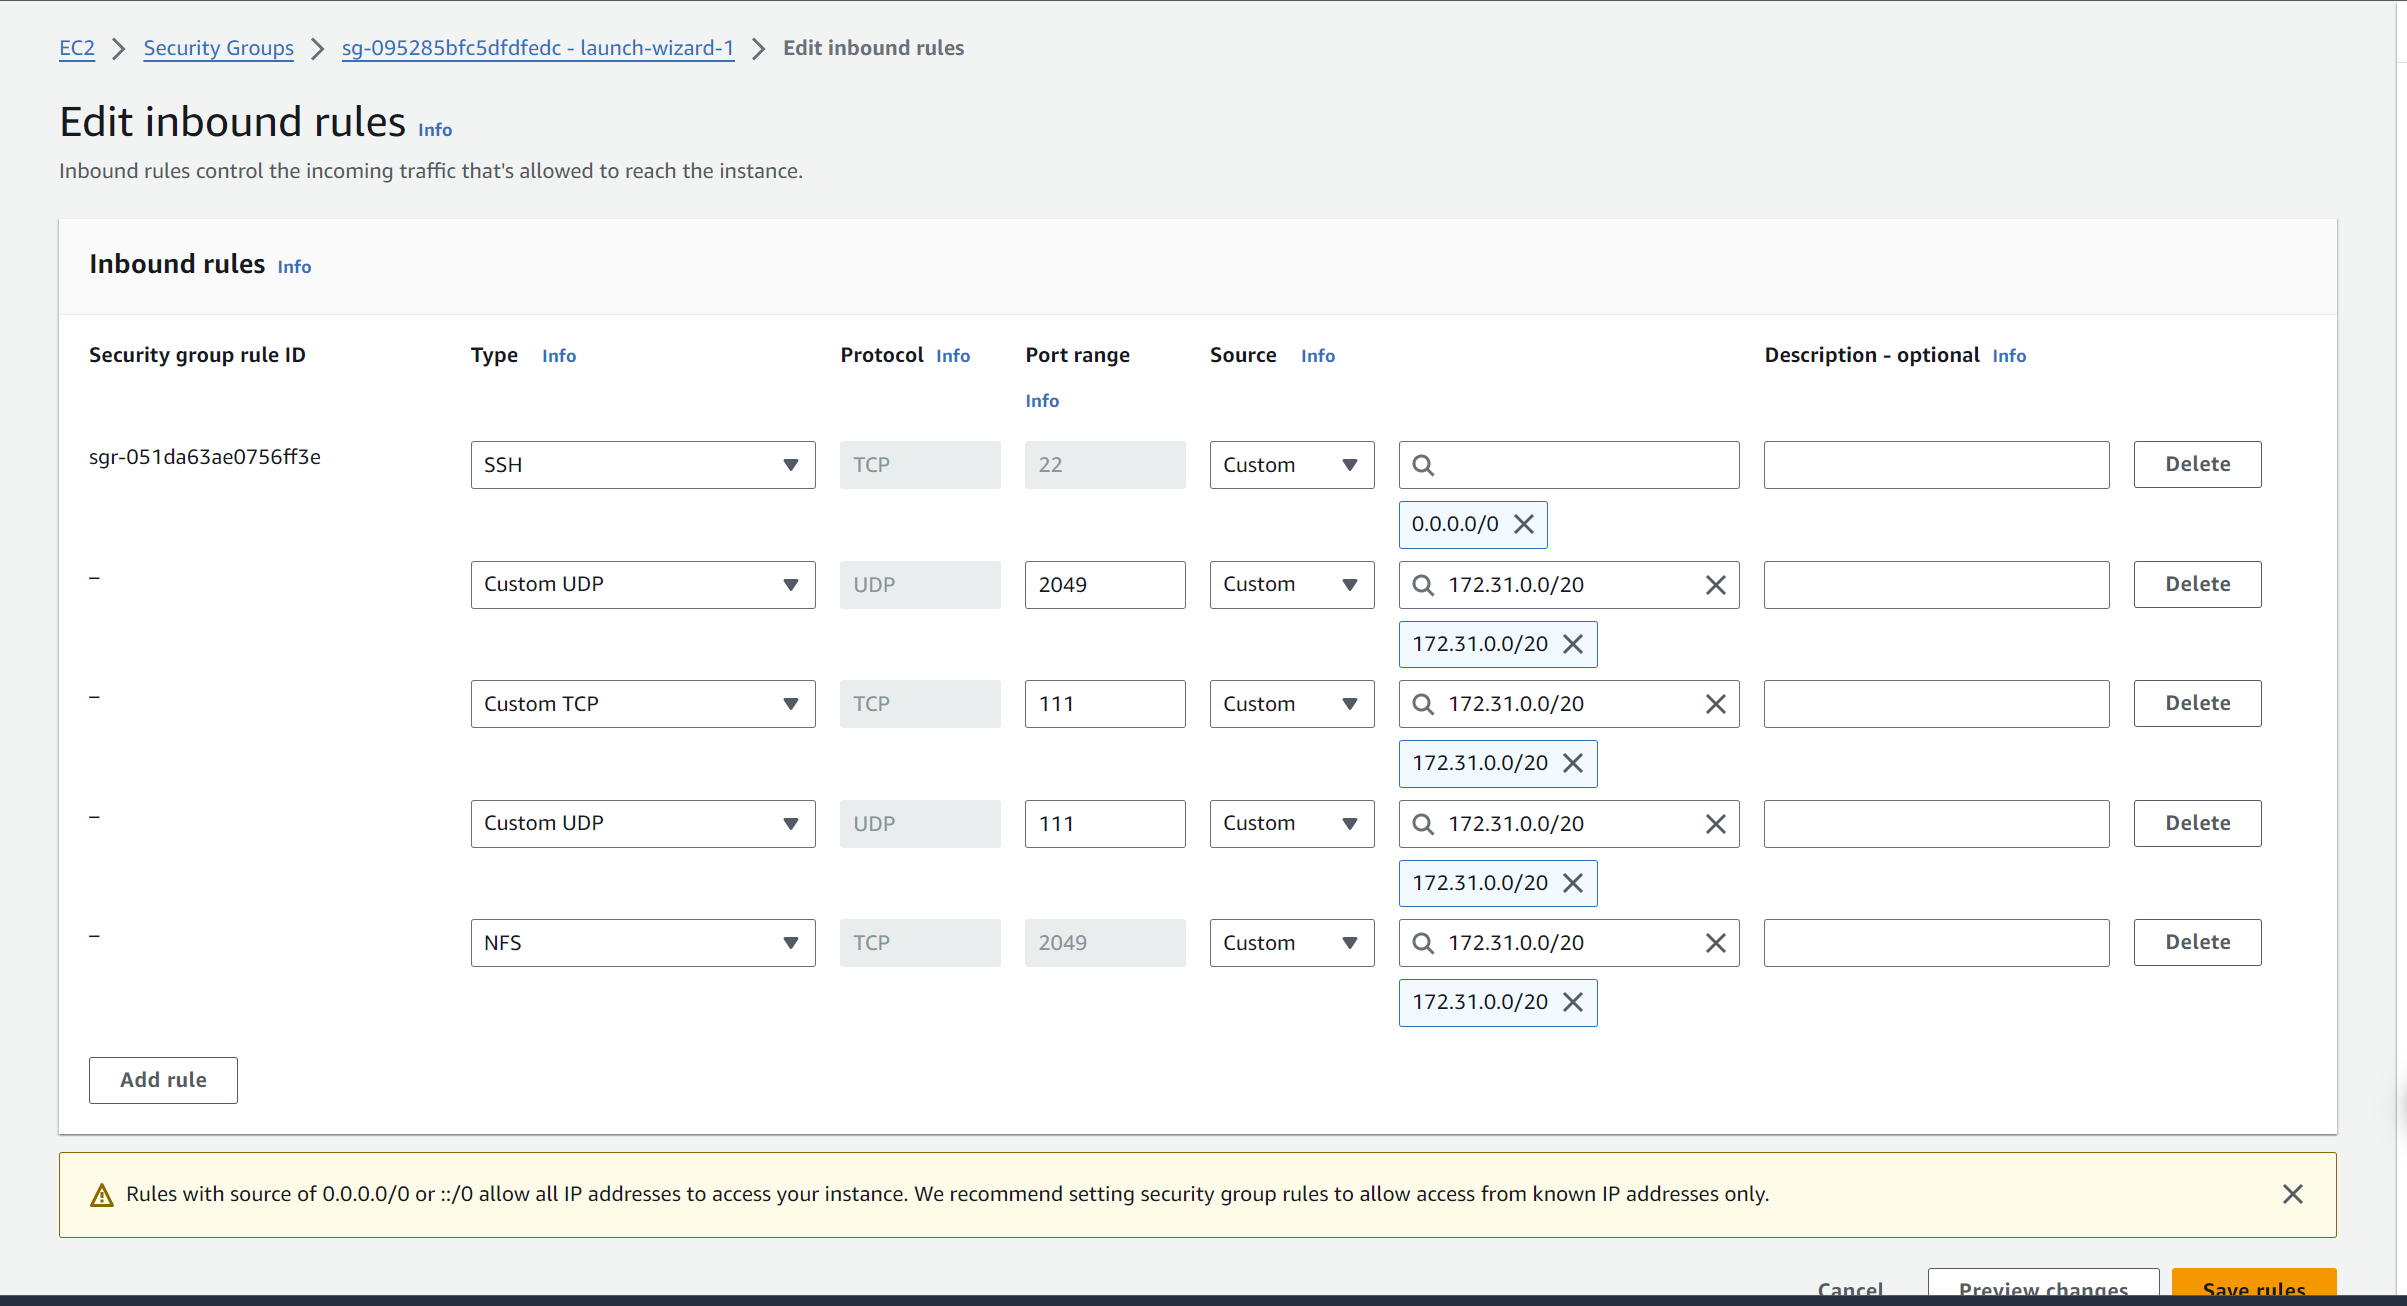 EC2 > Security Groups > sg-095285bfc5dfdfedc - launch-wizard-1 > Edit inbound rules
Edit inbound rules Info
Inbound rules control the incoming traffic that's allowed to reach the instance.
Inbound rules Info
Security group rule ID Type Info Protocol Info Port range Info Source Info Description - optional Info
sgr-051da63ae0756ff3e SSH TCP 22 Custom Delete
0.0.0.0/0
– Custom UDP UDP 2049 Custom 172.31.0.0/20 Delete
172.31.0.0/20
– Custom TCP TCP 111 Custom 172.31.0.0/20 Delete
172.31.0.0/20
– Custom UDP UDP 111 Custom 172.31.0.0/20 Delete
172.31.0.0/20
– NFS TCP 2049 Custom 172.31.0.0/20 Delete
172.31.0.0/20
Add rule
Rules with source of 0.0.0.0/0 or ::/0 allow all IP addresses to access your instance. We recommend setting security group rules to allow access from known IP addresses only.
Cancel Preview changes Save rules